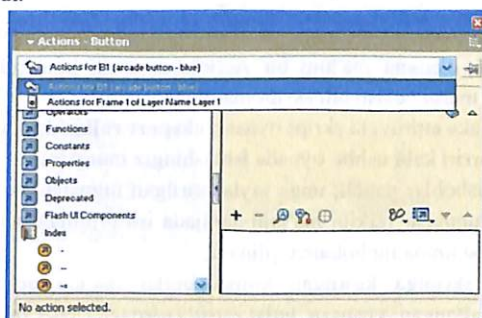 Actions - Button
Actions for B1 (arcade button - blue)
Actions for B1 (arcade button - blue)
Actions for Frame 1 of Layer Name Layer 1
Operators
Functions
Constants
Properties
Objects
Deprecated
Flash UI Components
Index
-
--
No action selected.